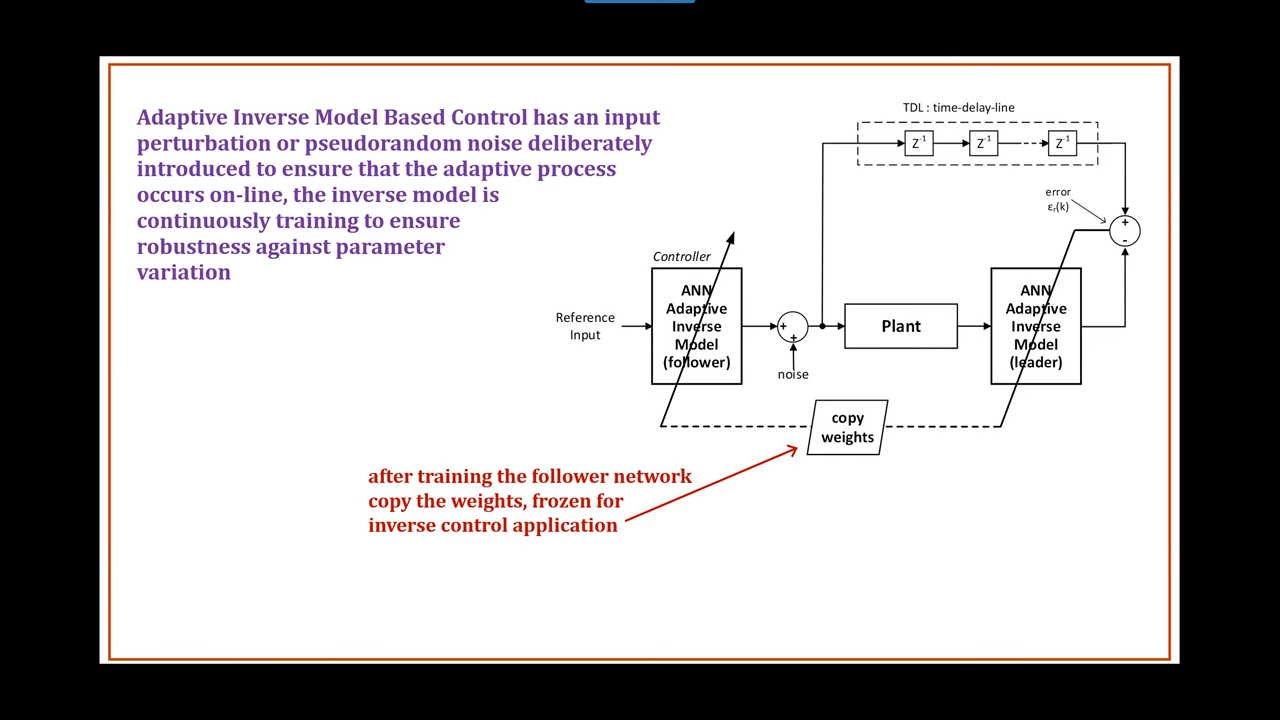 Adaptive Inverse Model Based Control has an input
perturbation or pseudorandom noise deliberately
introduced to ensure that the adaptive process
occurs on-line, the inverse model is
continuously training to ensure
robustness against parameter
variation
TDL : time-delay-line
Z⁻¹ Z⁻¹ Z⁻¹
error
εᵣ(k)
+
-
Controller
Reference
Input
ANN
Adaptive
Inverse
Model
(follower)
+
+
noise
Plant
ANN
Adaptive
Inverse
Model
(leader)
copy
weights
after training the follower network
copy the weights, frozen for
inverse control application